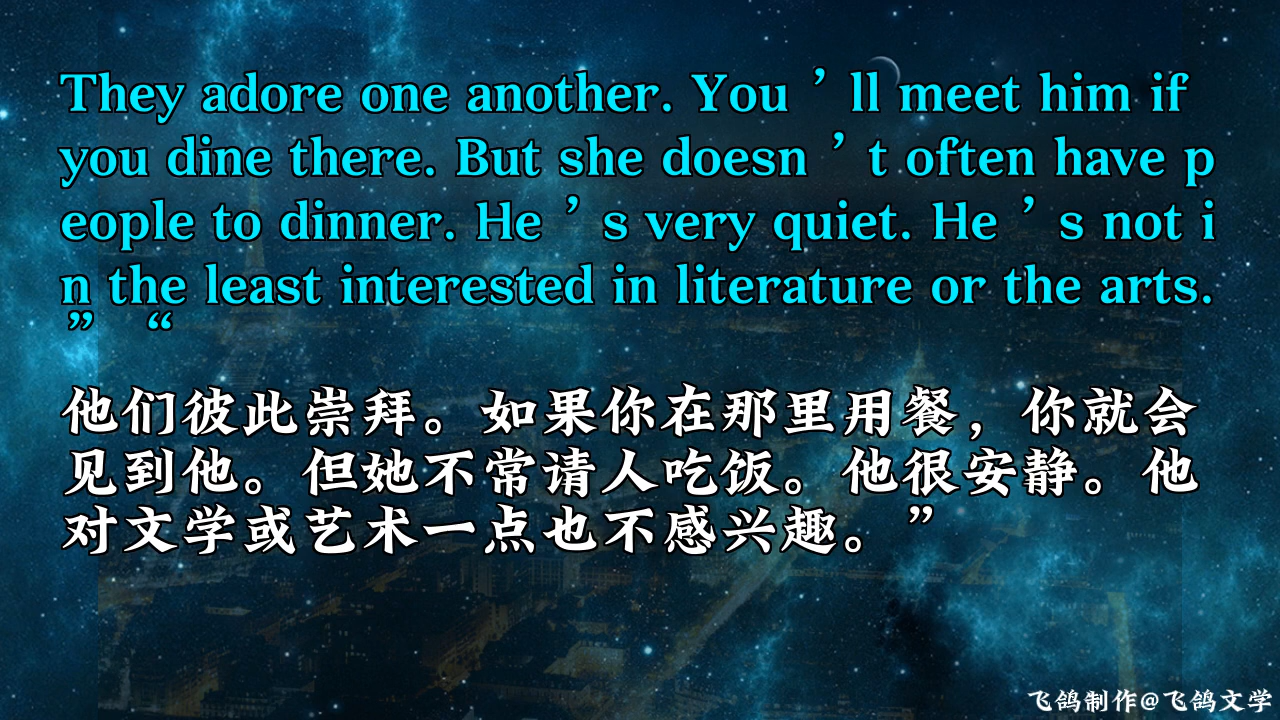 They adore one another. You ’ ll meet him if
you dine there. But she doesn ’ t often have p
eople to dinner. He ’ s very quiet. He ’ s not i
n the least interested in literature or the arts.
” “
他们彼此崇拜。如果你在那里用餐，你就会
见到他。但她不常请人吃饭。他很安静。他
对文学或艺术一点也不感兴趣。 ”
飞鸽制作@飞鸽文学